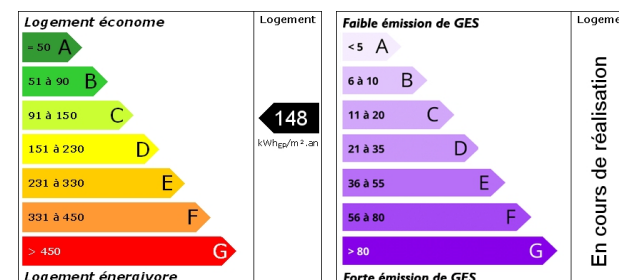 Logement économe
Logement
= 50 A
51 à 90 B
91 à 150 C
148
kWhEP/m².an
151 à 230 D
231 à 330 E
331 à 450 F
> 450 G
Logement énergivore
Faible émission de GES
Logeme
< 5 A
6 à 10 B
11 à 20 C
21 à 35 D
36 à 55 E
56 à 80 F
> 80 G
Forte émission de GES
En cours de réalisation